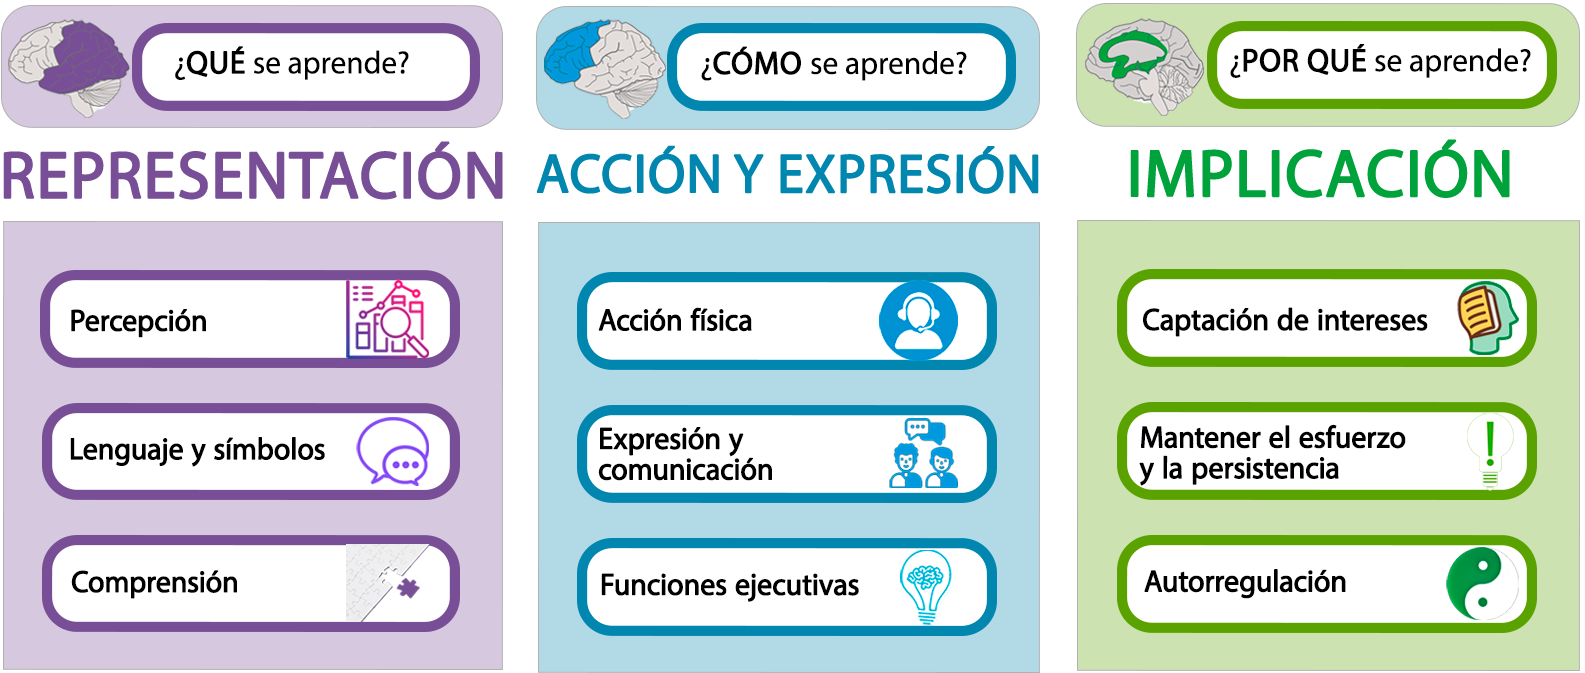 ¿QUÉ se aprende?
REPRESENTACIÓN
Percepción
Lenguaje y símbolos
Comprensión
¿CÓMO se aprende?
ACCIÓN Y EXPRESIÓN
Acción física
Expresión y
comunicación
Funciones ejecutivas
¿POR QUÉ se aprende?
IMPLICACIÓN
Captación de intereses
Mantener el esfuerzo
y la persistencia
Autorregulación